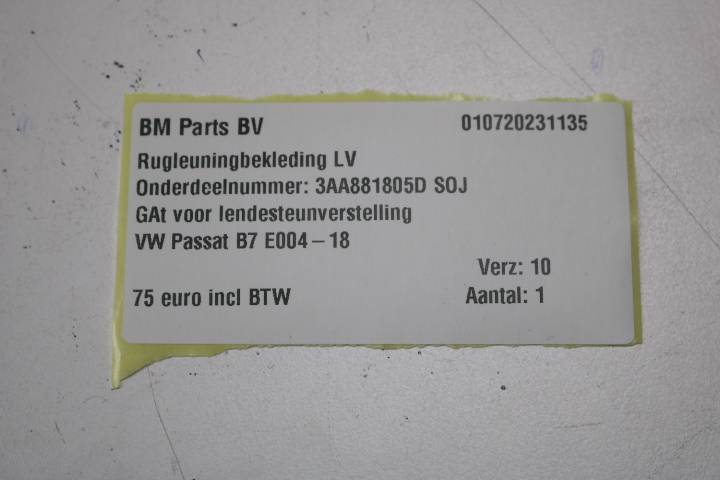 BM Parts BV 010720231135
Rugleuningbekleding LV
Onderdeelnummer: 3AA881805D SOJ
GAt voor lendesteunverstelling
VW Passat B7 E004-18
Verz: 10
75 euro incl BTW Aantal: 1